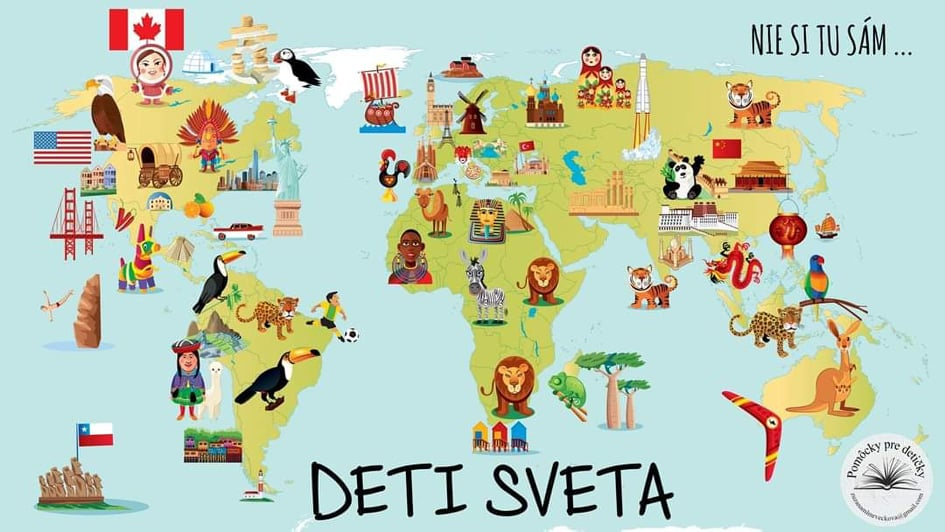 NIE SI TU SÁM ...
DETI SVETA
Pomôcky pre detičky